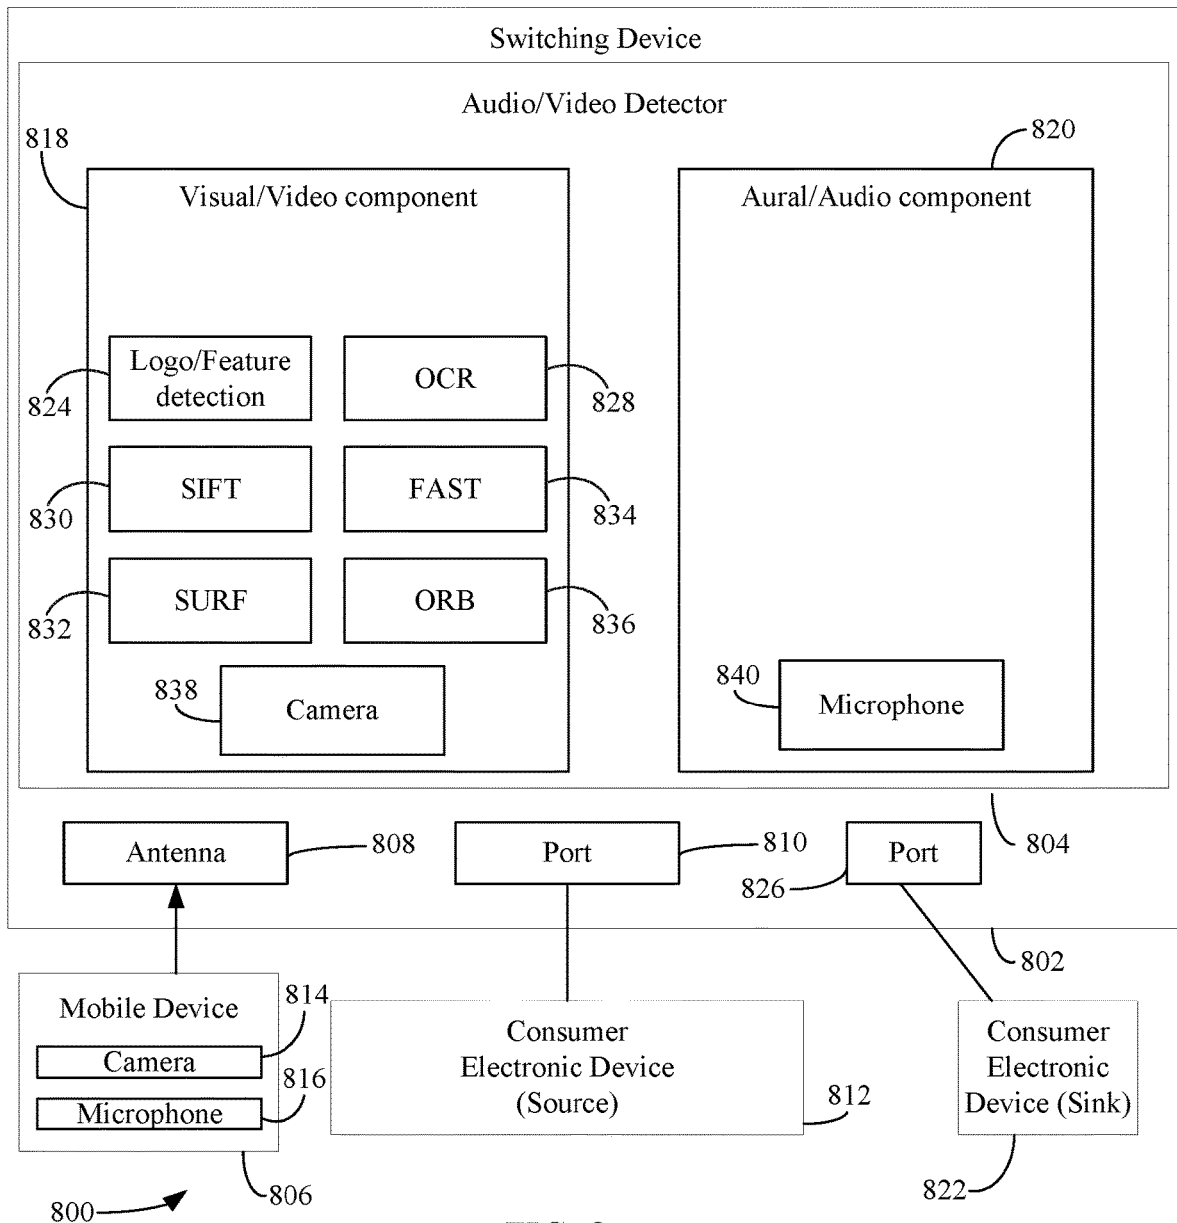 Switching Device
Audio/Video Detector
818
820
Visual/Video component
Aural/Audio component
Logo/Feature
detection
OCR
824
828
SIFT
FAST
830
834
SURF
ORB
832
836
838
Camera
840
Microphone
Antenna
808
Port
810
Port
826
804
802
Mobile Device
814
Camera
816
Microphone
806
Consumer
Electronic Device
(Source)
812
Consumer
Electronic
Device (Sink)
822
800